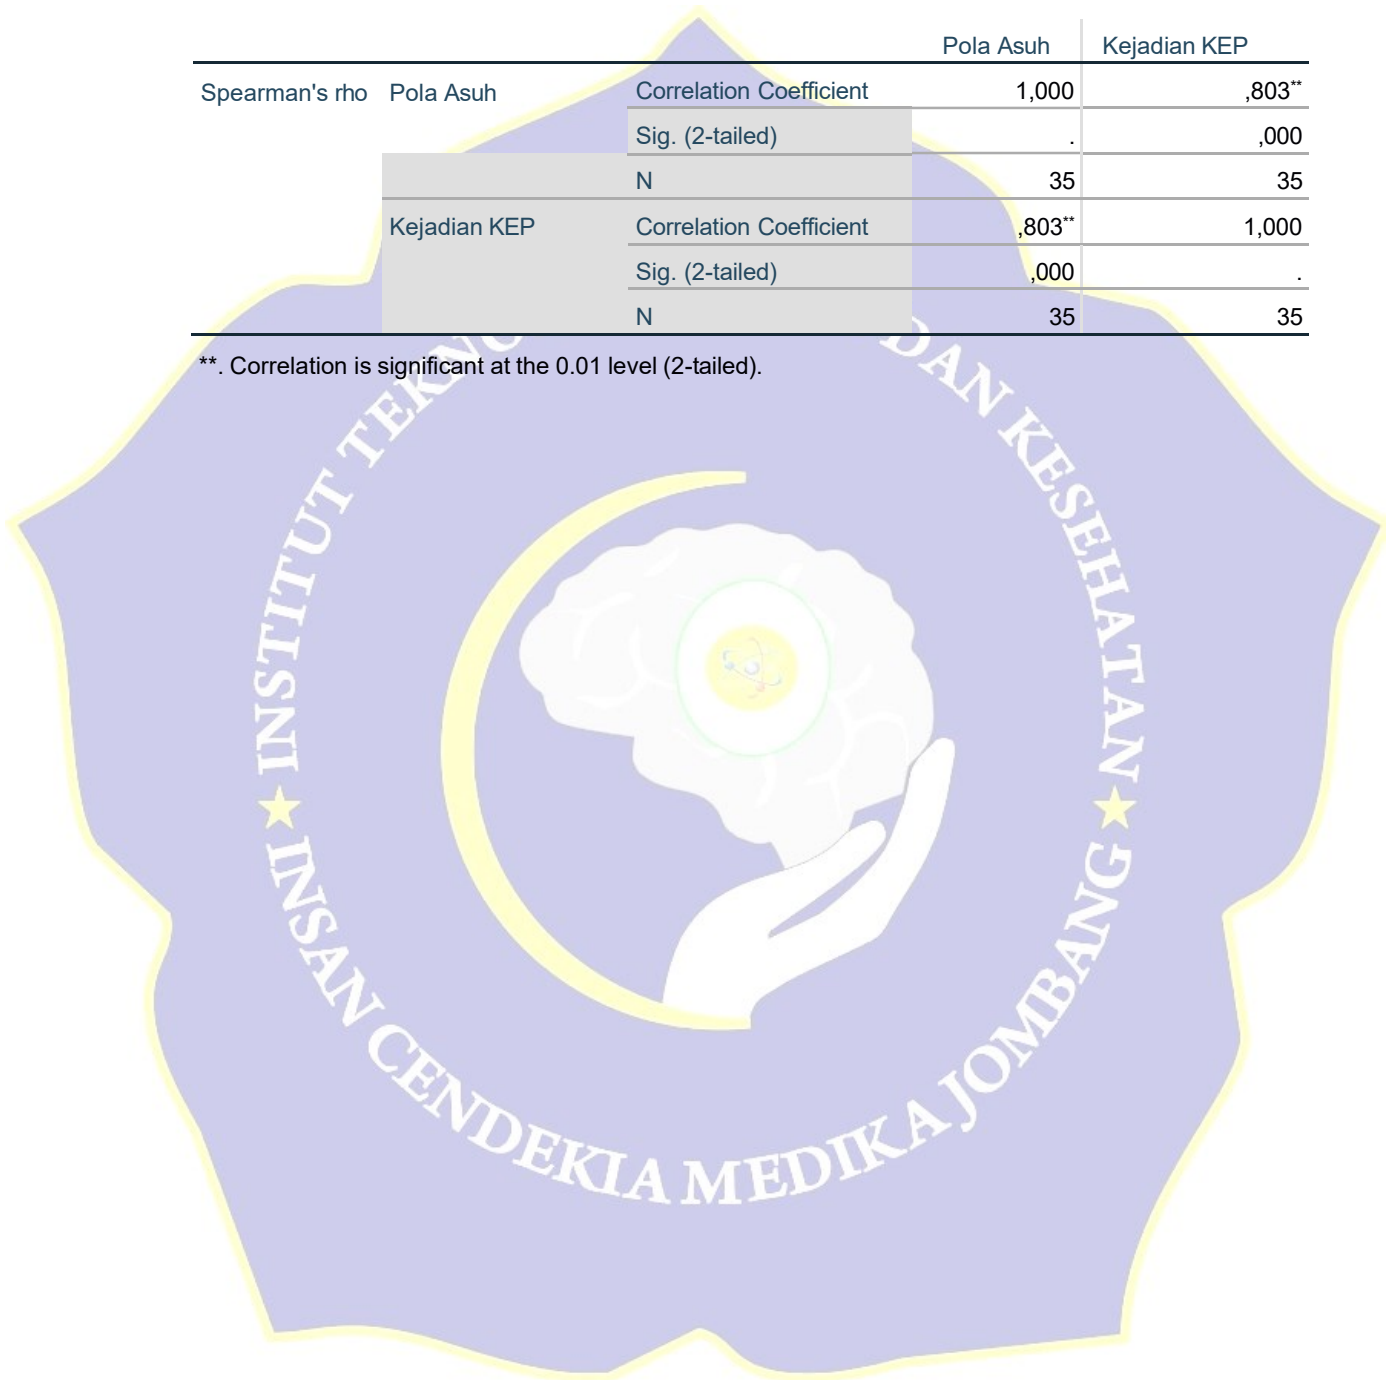 Pola Asuh Kejadian KEP
Spearman's rho Pola Asuh Correlation Coefficient 1,000 ,803**
Sig. (2-tailed) . ,000
N 35 35
Kejadian KEP Correlation Coefficient ,803** 1,000
Sig. (2-tailed) ,000 .
N 35 35
**. Correlation is significant at the 0.01 level (2-tailed).
INSTITUT DAN KESEHATAN
INSAN CENDEKIA MEDIKA JOMBANG